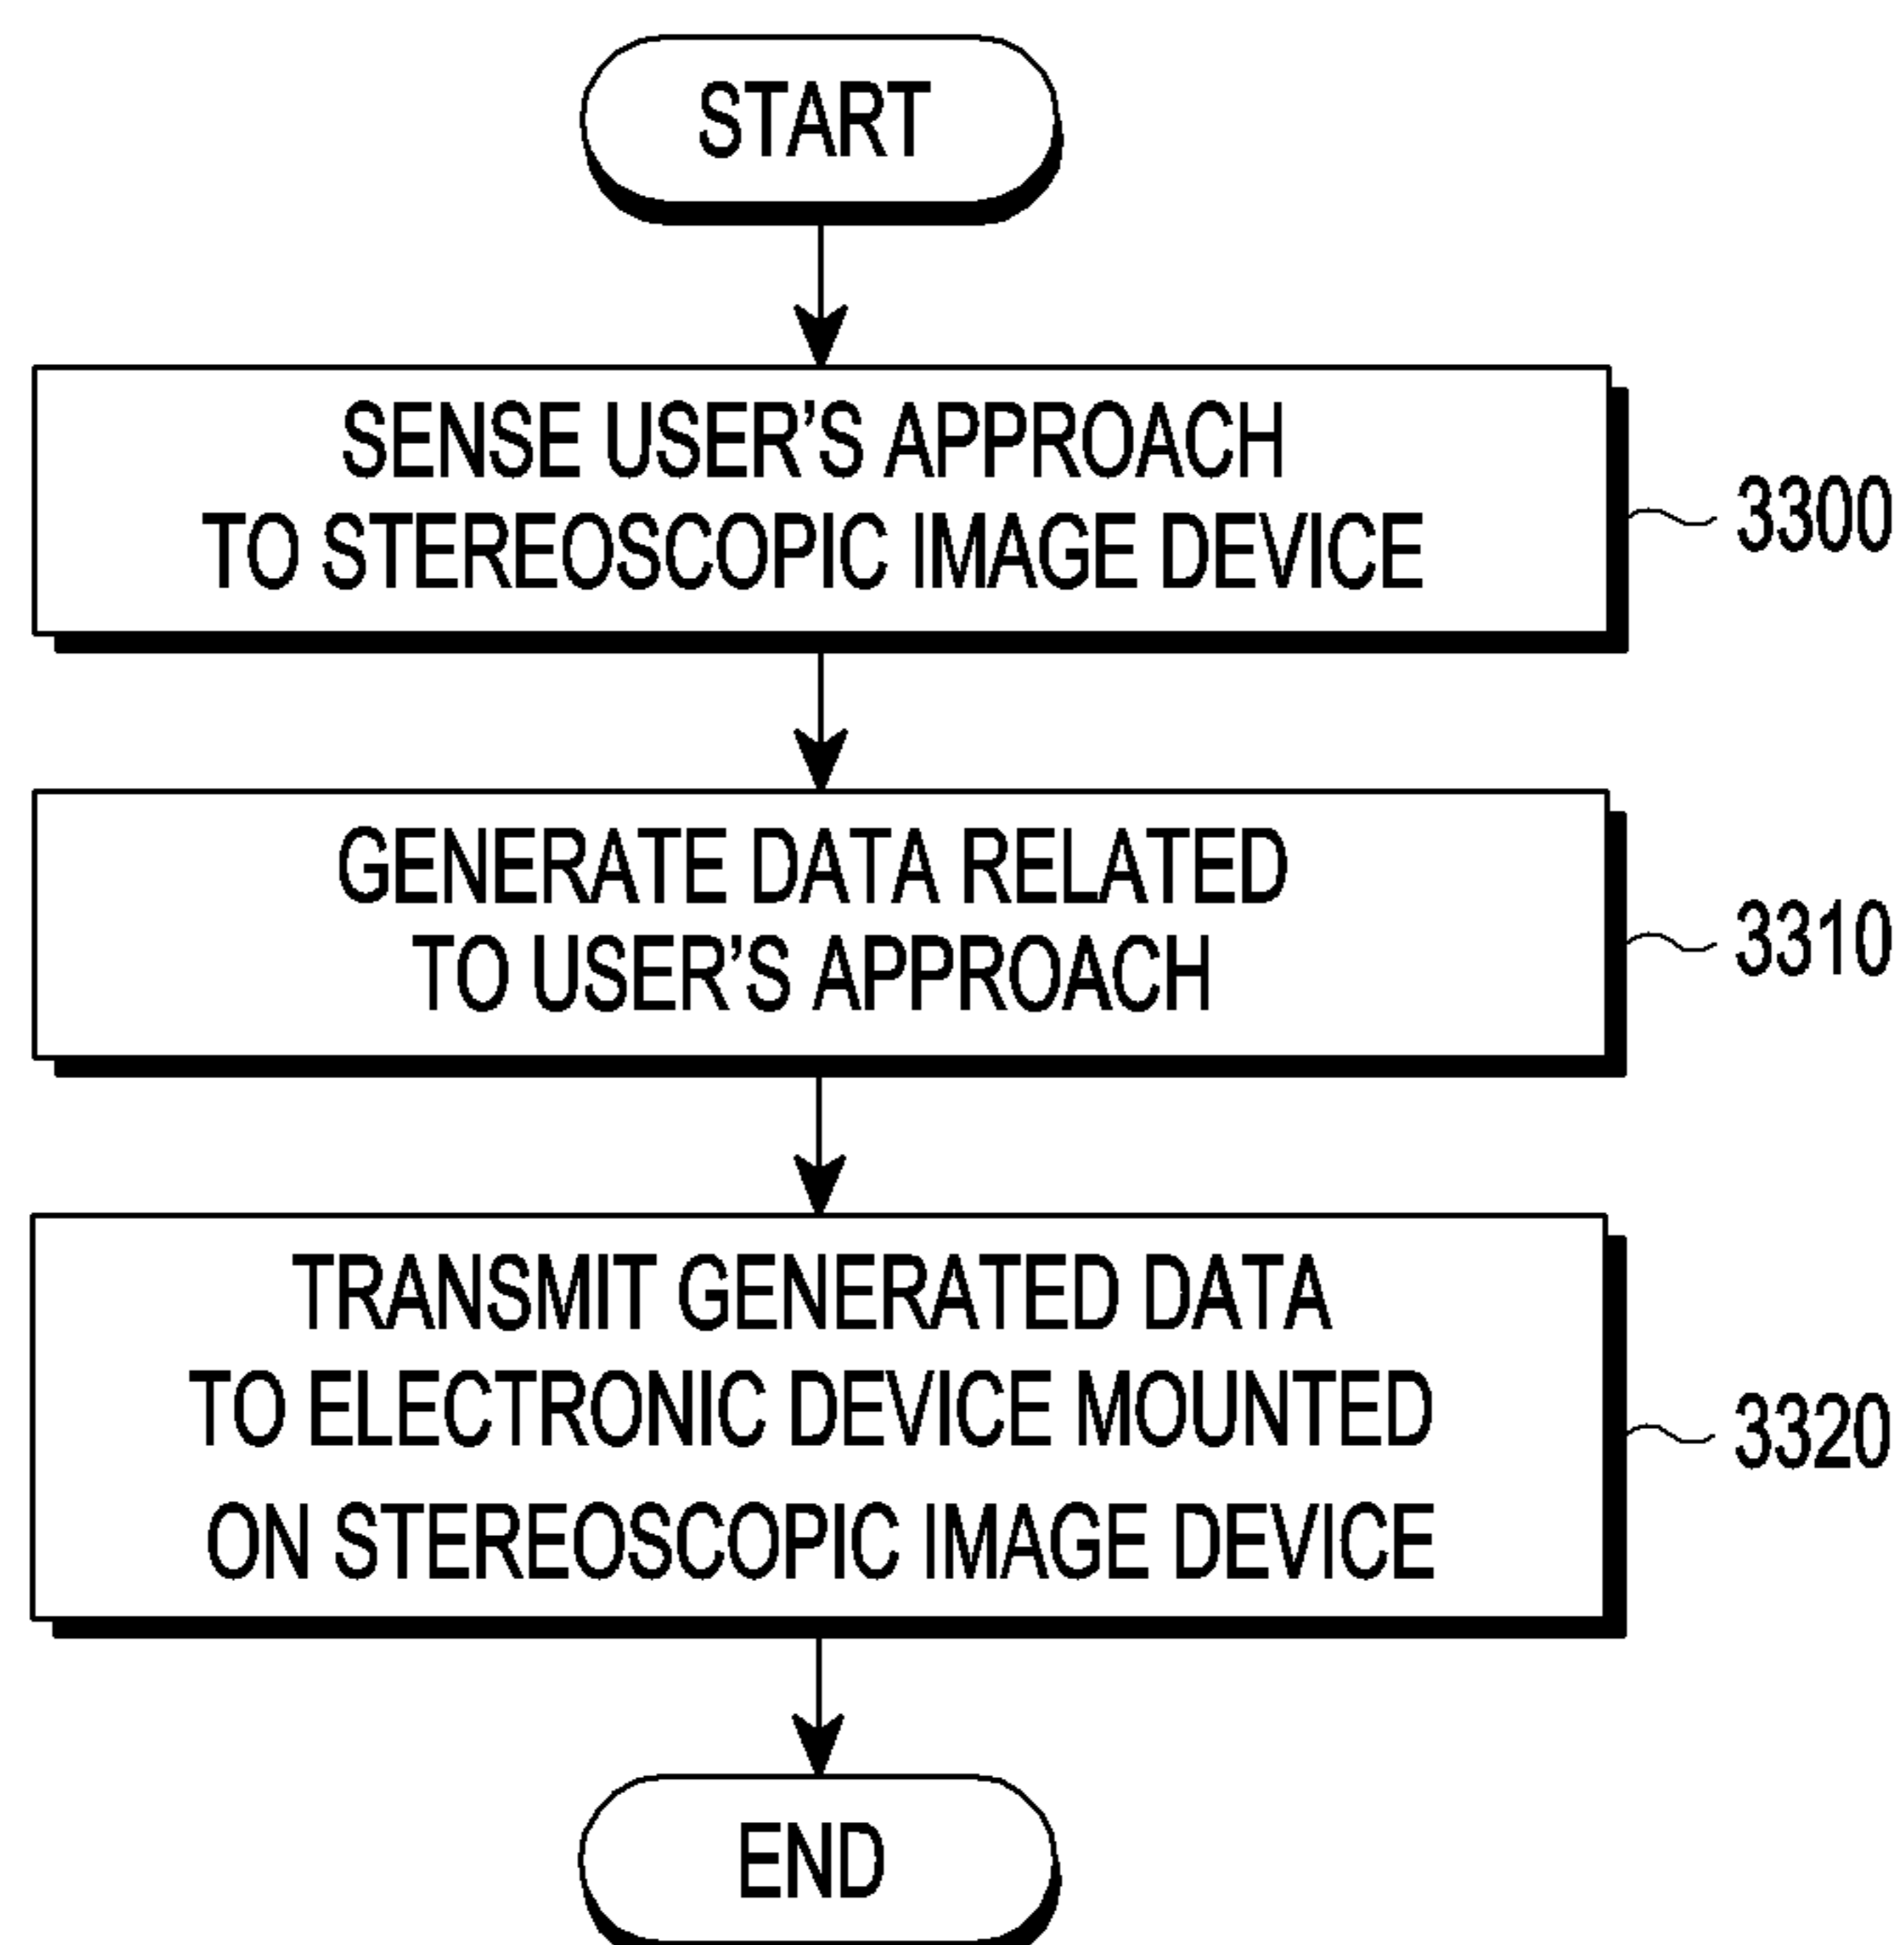 START
SENSE USER’S APPROACH
TO STEREOSCOPIC IMAGE DEVICE
3300
GENERATE DATA RELATED
TO USER’S APPROACH
3310
TRANSMIT GENERATED DATA
TO ELECTRONIC DEVICE MOUNTED
ON STEREOSCOPIC IMAGE DEVICE
3320
END